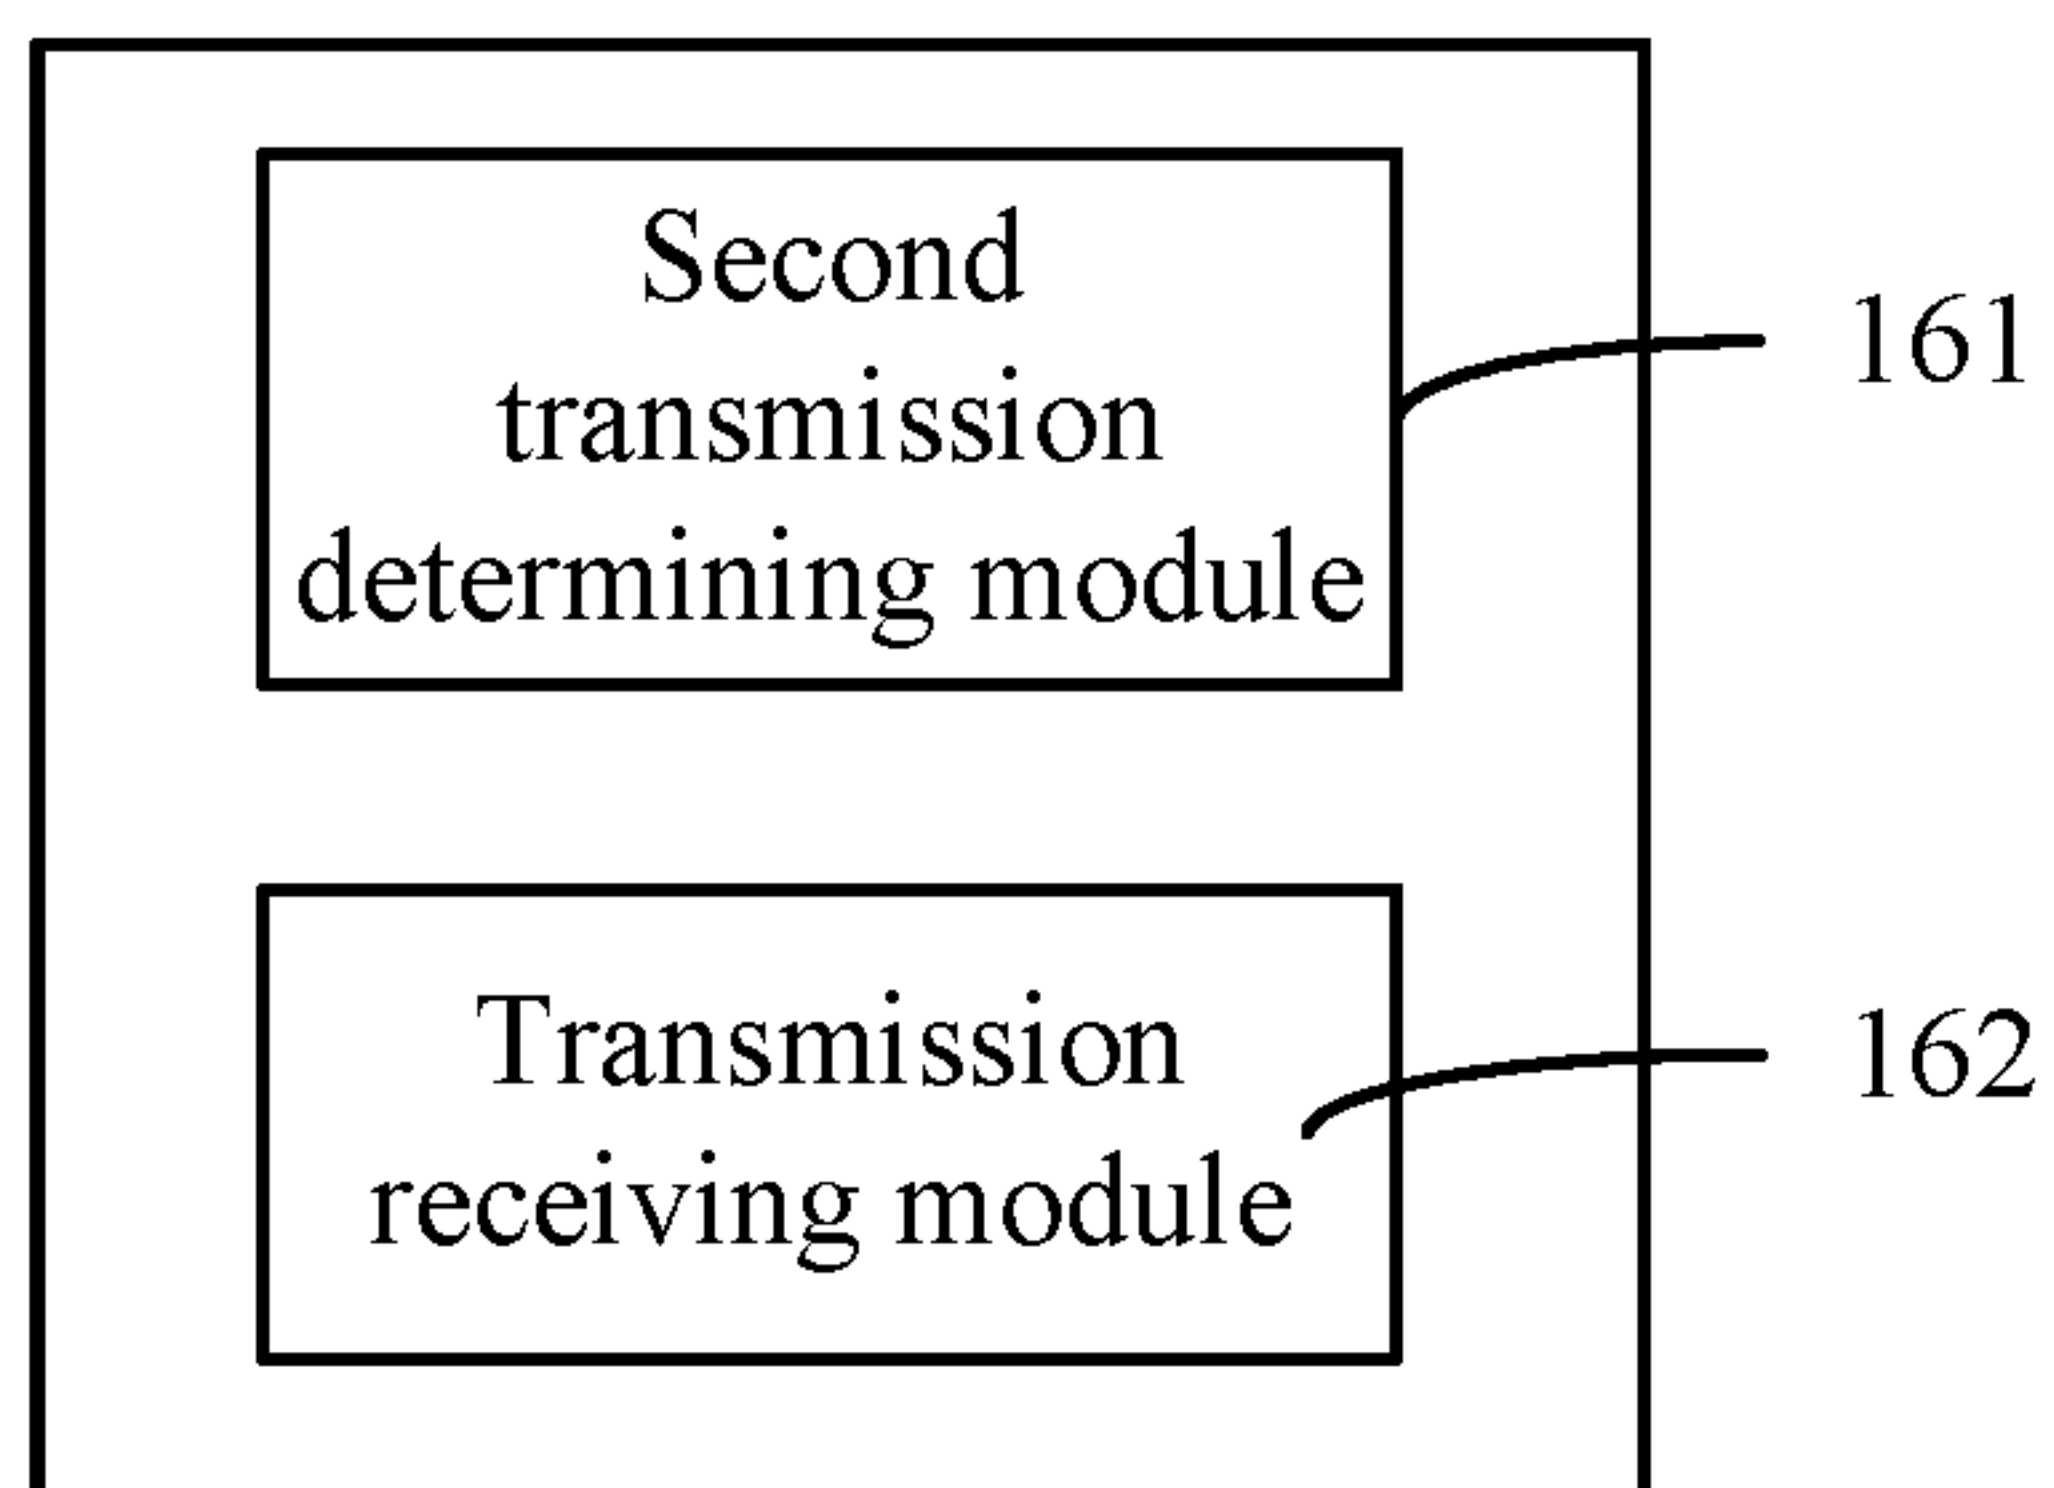 Second
transmission
determining module
161
Transmission
receiving module
162